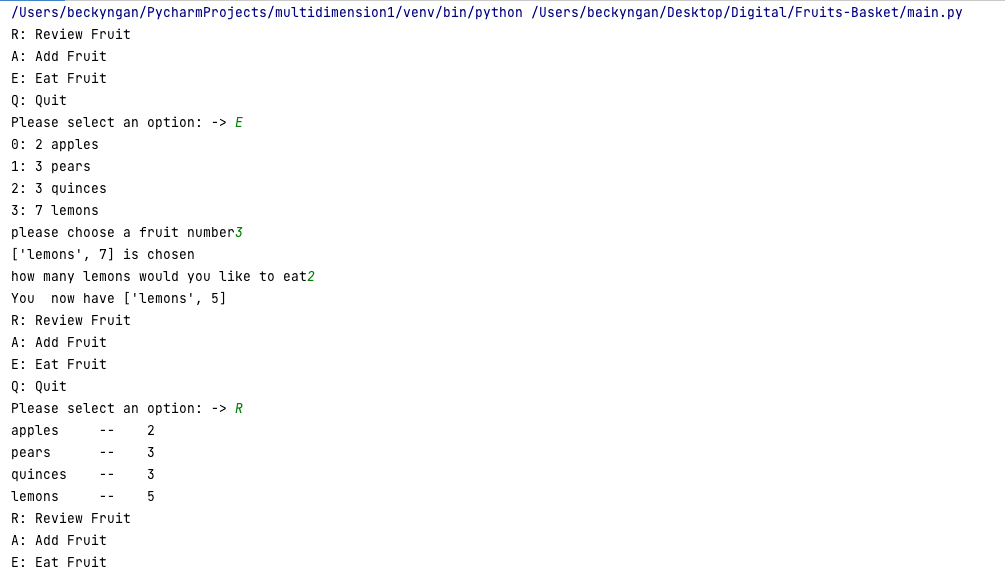 /Users/beckyngan/PycharmProjects/multidimension1/venv/bin/python /Users/beckyngan/Desktop/Digital/Fruits-Basket/main.py
R: Review Fruit
A: Add Fruit
E: Eat Fruit
Q: Quit
Please select an option: -> E
0: 2 apples
1: 3 pears
2: 3 quinces
3: 7 lemons
please choose a fruit number3
['lemons', 7] is chosen
how many lemons would you like to eat2
You  now have ['lemons', 5]
R: Review Fruit
A: Add Fruit
E: Eat Fruit
Q: Quit
Please select an option: -> R
apples     --    2
pears      --    3
quinces    --    3
lemons     --    5
R: Review Fruit
A: Add Fruit
E: Eat Fruit